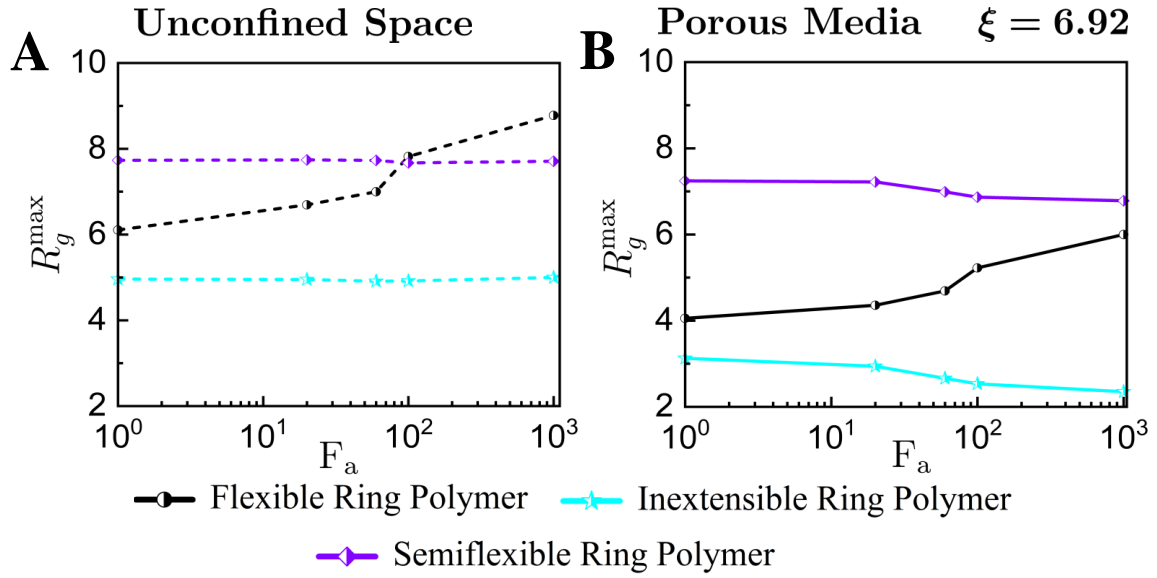 Unconfined Space
Porous Media ξ = 6.92
A
B
10
8
6
4
2
R_g^max
10^0
10^1
10^2
10^3
F_a
10
8
6
4
2
R_g^max
10^0
10^1
10^2
10^3
F_a
Flexible Ring Polymer
Inextensible Ring Polymer
Semiflexible Ring Polymer